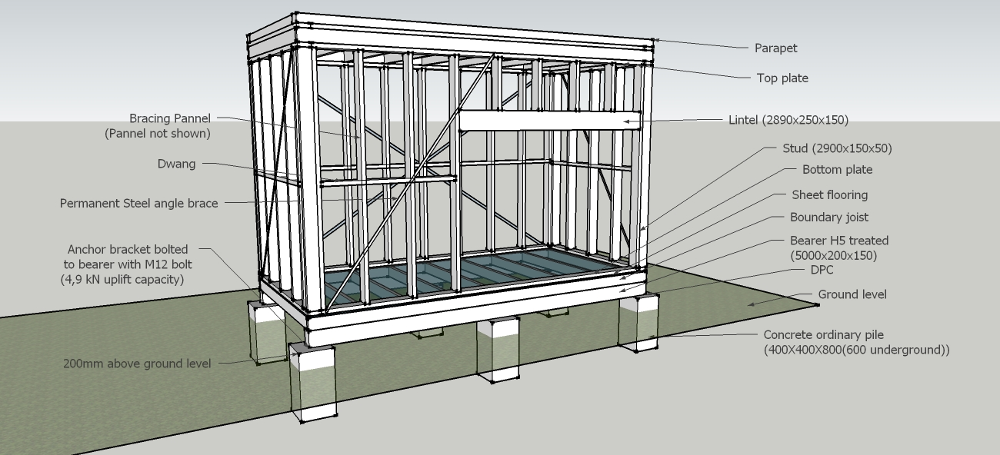 Parapet
Top plate
Bracing Pannel
(Pannel not shown)
Lintel (2890x250x150)
Stud (2900x150x50)
Dwang
Bottom plate
Sheet flooring
Permanent Steel angle brace
Boundary joist
Bearer H5 treated
(5000x200x150)
Anchor bracket bolted
to bearer with M12 bolt
(4,9 kN uplift capacity)
DPC
Ground level
Concrete ordinary pile
(400X400X800(600 underground))
200mm above ground level